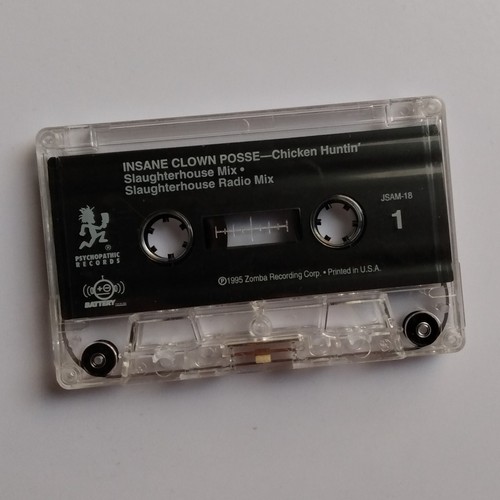 INSANE CLOWN POSSE—Chicken Huntin'
Slaughterhouse Mix •
Slaughterhouse Radio Mix
JSAM-18
1
®
PSYCHOPATHIC
RECORDS
BATTERY
℗1995 Zomba Recording Corp. • Printed in U.S.A.